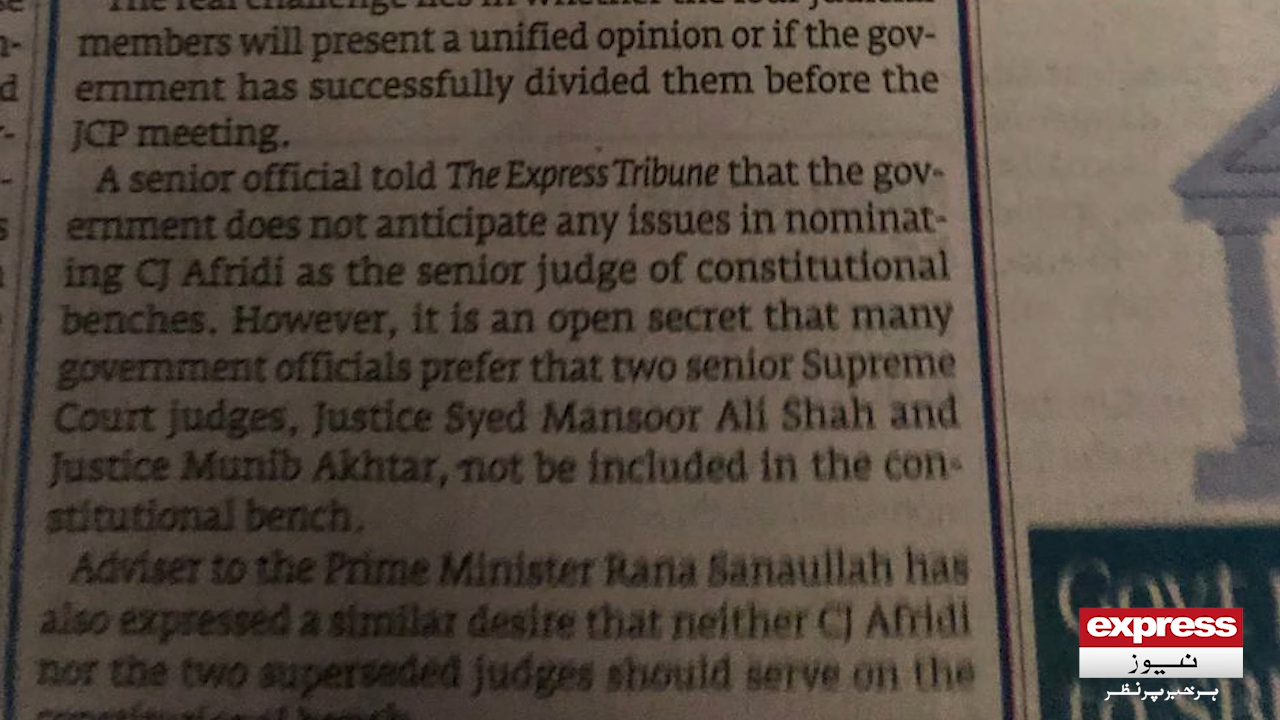 members will present a unified opinion or if the gov-
ernment has successfully divided them before the
JCP meeting.
A senior official told The Express Tribune that the gov-
ernment does not anticipate any issues in nominat-
ing CJ Afridi as the senior judge of constitutional
benches. However, it is an open secret that many
government officials prefer that two senior Supreme
Court judges, Justice Syed Mansoor Ali Shah and
Justice Munib Akhtar, not be included in the con-
stitutional bench.
Adviser to the Prime Minister Rana Sanaullah has
also expressed a similar desire that neither CJ Afridi
nor the two superseded judges should serve on the
Govt
express
نیوز
ہر خبر پر نظر